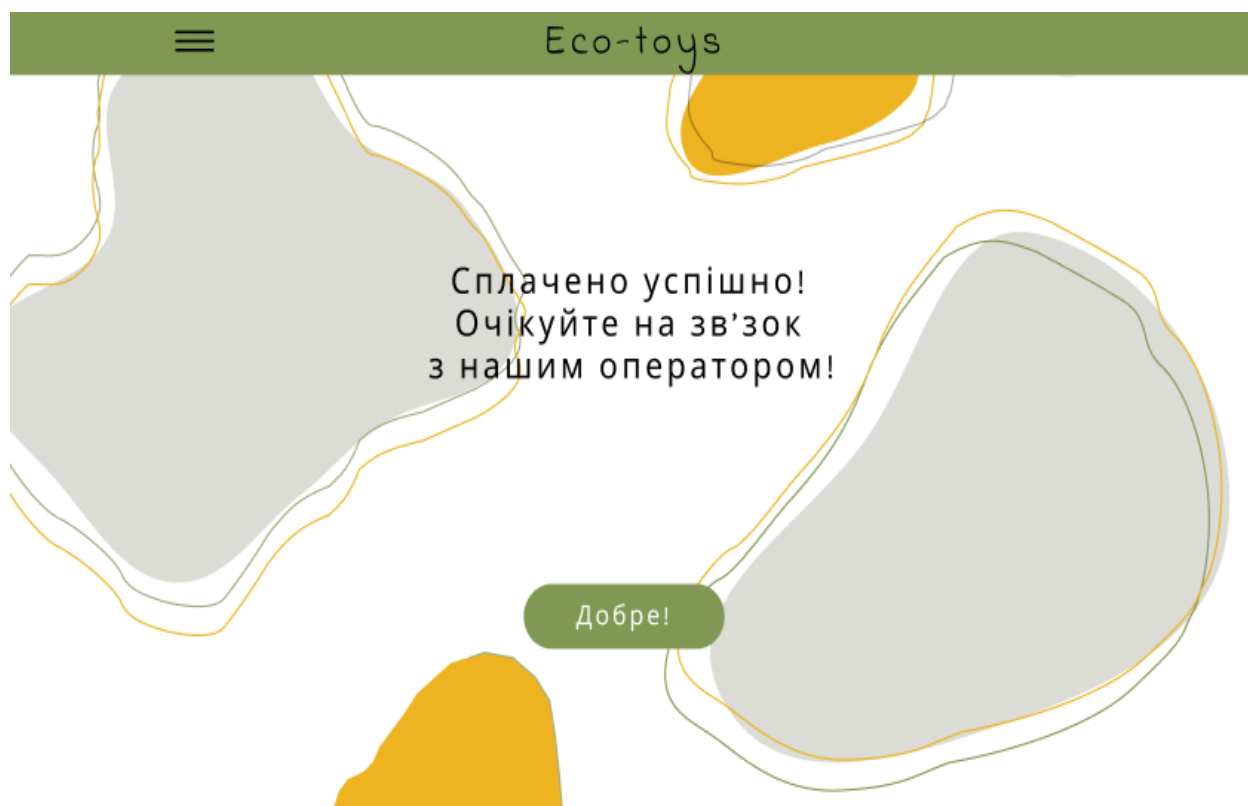 Eco-toys
Сплачено успішно!
Очікуйте на зв’зок
з нашим оператором!
Добре!